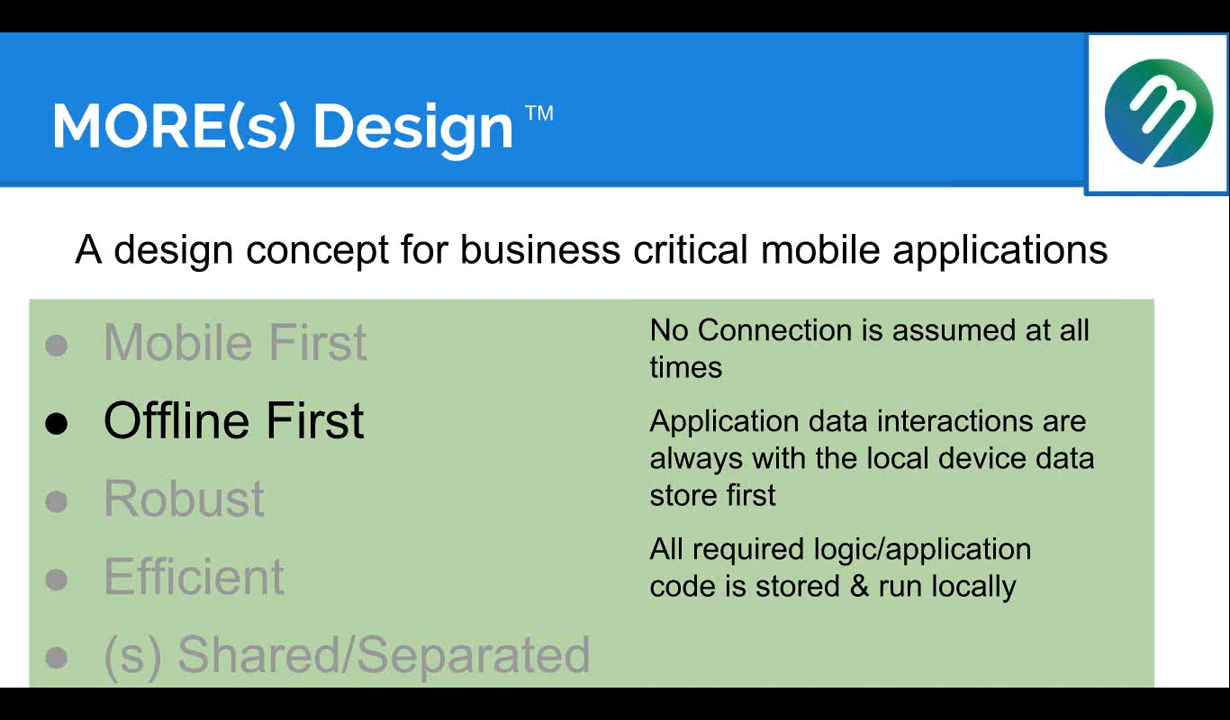 MORE(s) Design ™
A design concept for business critical mobile applications
● Mobile First
● Offline First
● Robust
● Efficient
● (s) Shared/Separated
No Connection is assumed at all
times
Application data interactions are
always with the local device data
store first
All required logic/application
code is stored & run locally